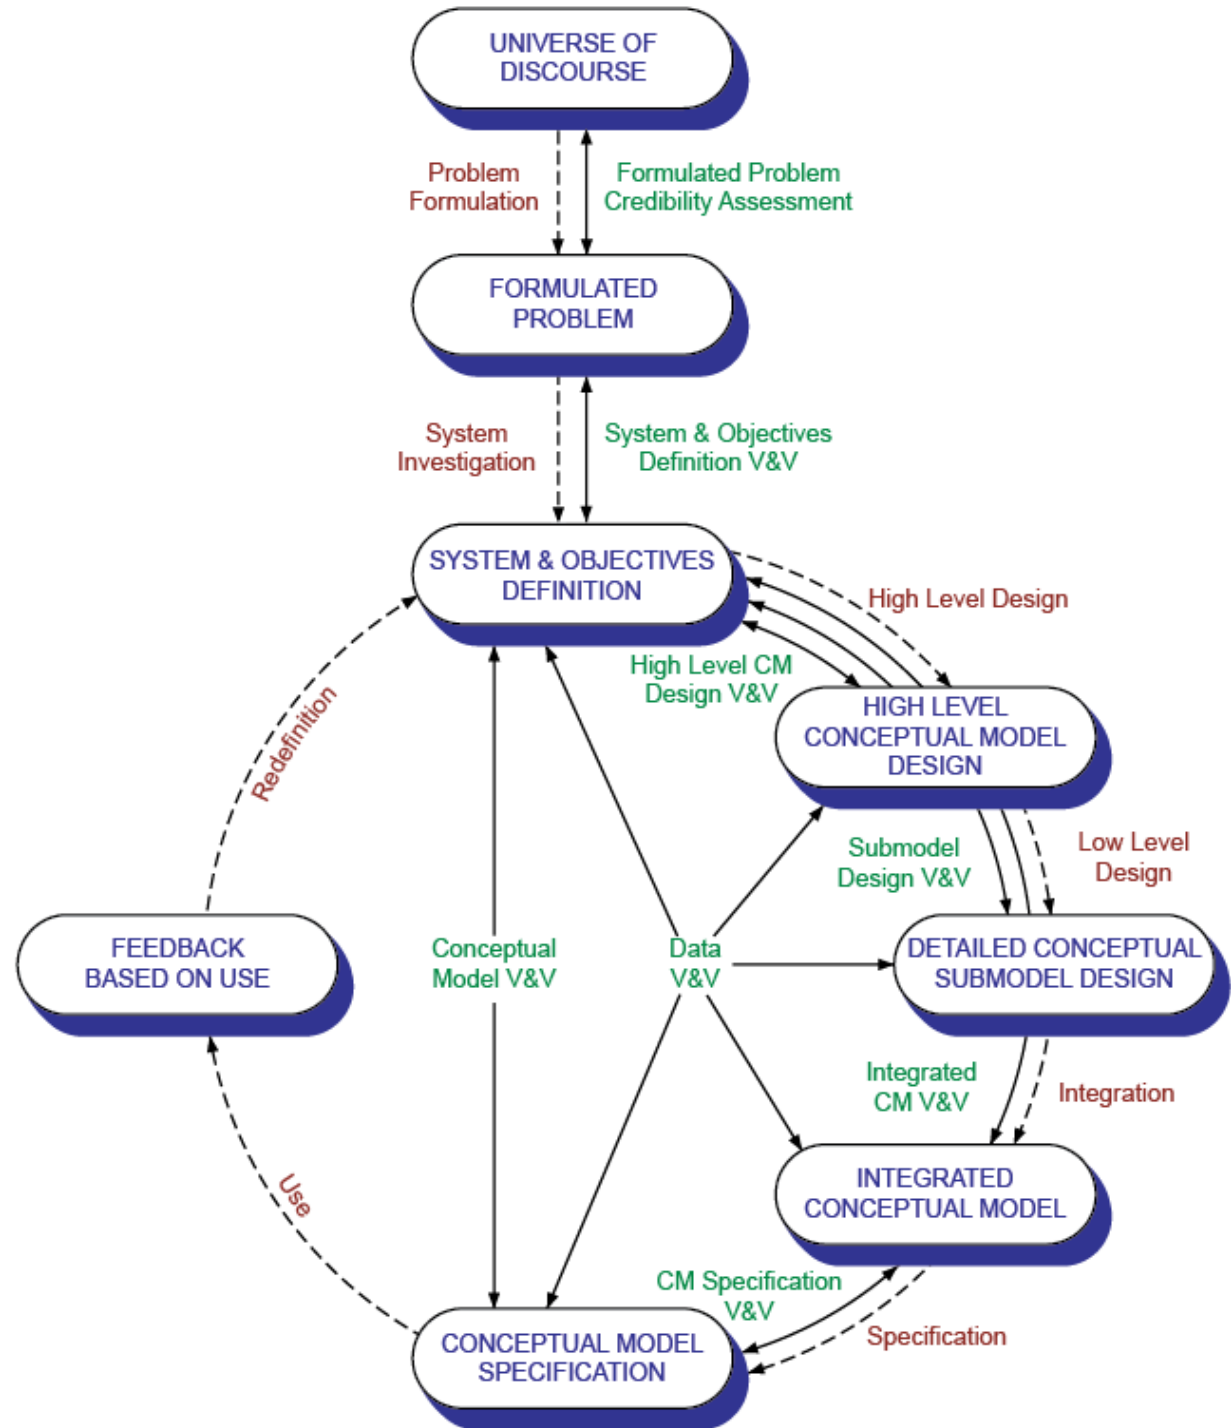 UNIVERSE OF
DISCOURSE
Problem
Formulation
Formulated Problem
Credibility Assessment
FORMULATED
PROBLEM
System
Investigation
System & Objectives
Definition V&V
SYSTEM & OBJECTIVES
DEFINITION
High Level Design
High Level CM
Design V&V
Redefinition
HIGH LEVEL
CONCEPTUAL MODEL
DESIGN
Submodel
Design V&V
Low Level
Design
FEEDBACK
BASED ON USE
Conceptual
Model V&V
Data
V&V
DETAILED CONCEPTUAL
SUBMODEL DESIGN
Integrated
CM V&V
Integration
Use
INTEGRATED
CONCEPTUAL MODEL
CM Specification
V&V
Specification
CONCEPTUAL MODEL
SPECIFICATION